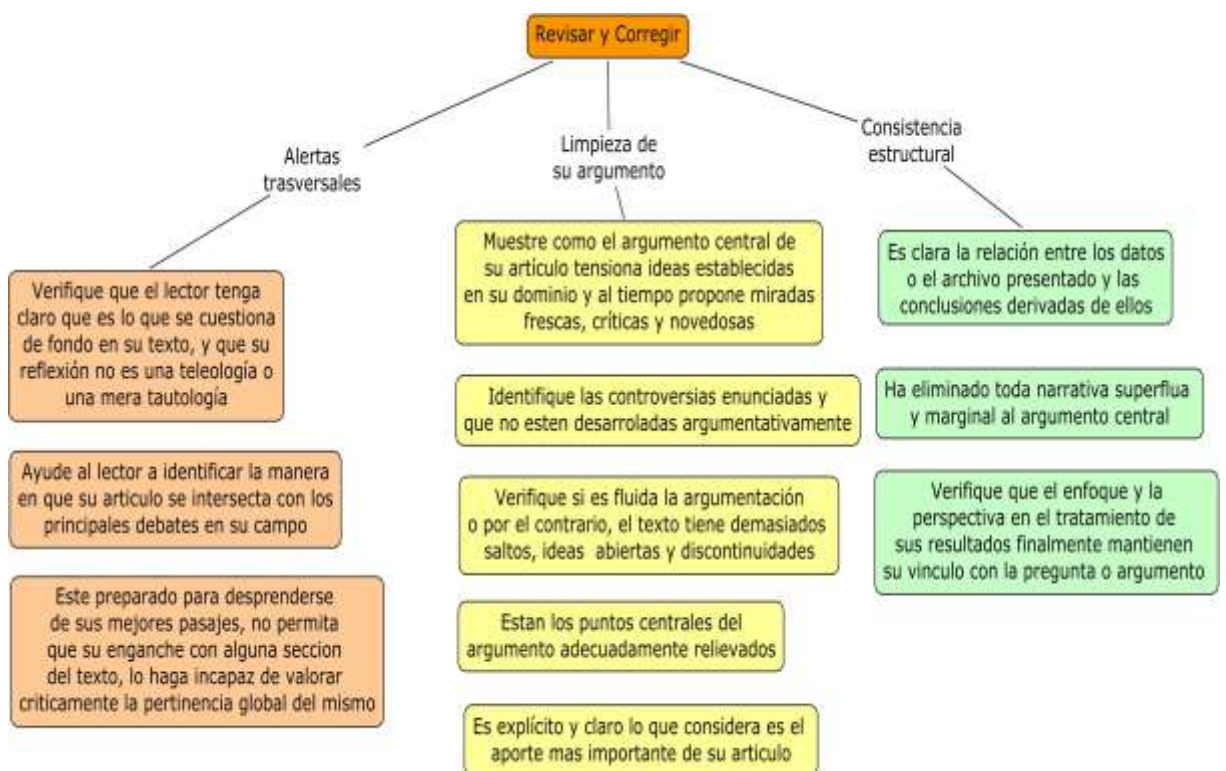 Revisar y Corregir
Alertas
trasversales
Limpieza de
su argumento
Consistencia
estructural
Verifique que el lector tenga
claro que es lo que se cuestiona
de fondo en su texto, y que su
reflexión no es una teleología o
una mera tautología
Ayude al lector a identificar la manera
en que su articulo se intersecta con los
principales debates en su campo
Este preparado para desprenderse
de sus mejores pasajes, no permita
que su enganche con alguna seccion
del texto, lo haga incapaz de valorar
criticamente la pertinencia global del mismo
Muestre como el argumento central de
su artículo tensiona ideas establecidas
en su dominio y al tiempo propone miradas
frescas, críticas y novedosas
Identifique las controversias enunciadas y
que no esten desarroladas argumentativamente
Verifique si es fluida la argumentación
o por el contrario, el texto tiene demasiados
saltos, ideas abiertas y discontinuidades
Estan los puntos centrales del
argumento adecuadamente relievados
Es explícito y claro lo que considera es el
aporte mas importante de su articulo
Es clara la relación entre los datos
o el archivo presentado y las
conclusiones derivadas de ellos
Ha eliminado toda narrativa superflua
y marginal al argumento central
Verifique que el enfoque y la
perspectiva en el tratamiento de
sus resultados finalmente mantienen
su vinculo con la pregunta o argumento